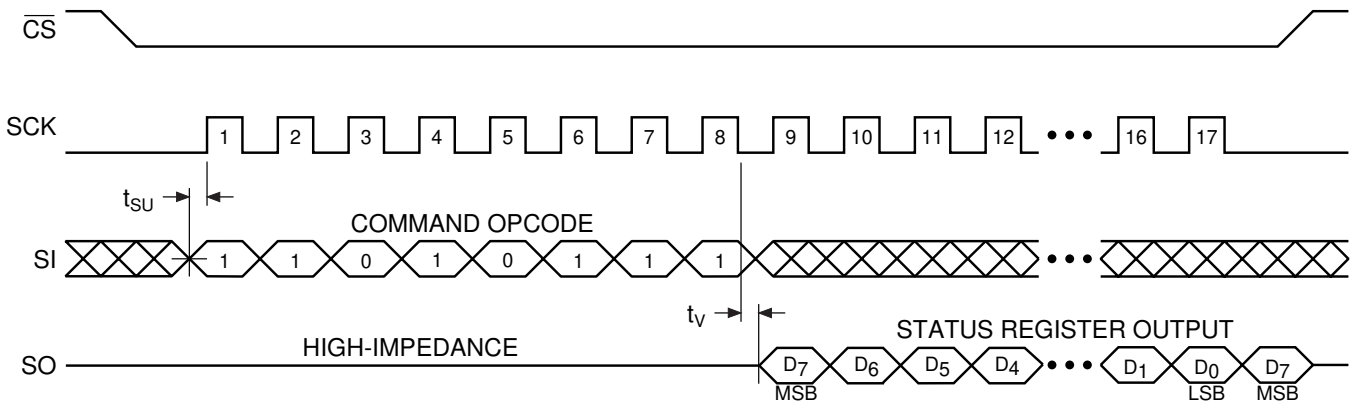 CS
SCK 1 2 3 4 5 6 7 8 9 10 11 12 16 17
tSU
COMMAND OPCODE
SI 1 1 0 1 0 1 1 1
tV
STATUS REGISTER OUTPUT
HIGH-IMPEDANCE
SO D7 D6 D5 D4 D1 D0 D7
MSB LSB MSB